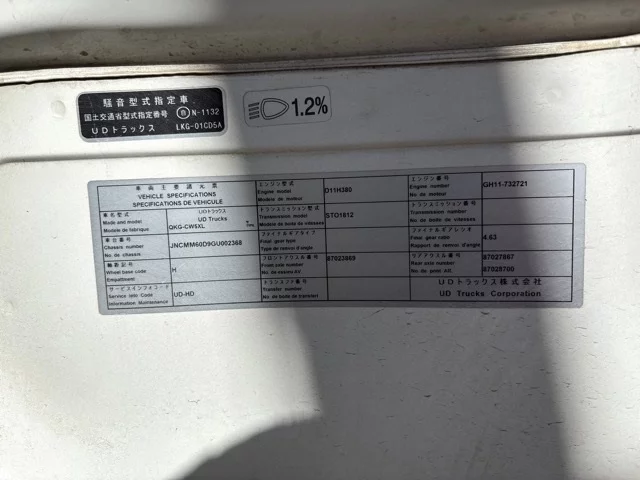 騒音型式指定車
国土交通省型式指定番号 Ⓑ N-1132
UDトラックス LKG-01CD5A
1.2%
車両主要諸元票
VEHICLE SPECIFICATIONS
SPECIFICATIONS DE VEHICULE
車名型式 UDトラックス
Make and model UD Trucks
Modele de fabrique QKG-CW5XL
車台番号
Chassis number JNCMM60D9GU002368
No. de chassis
軸距記号
Wheel base code H
Empattement
サービスインフォコード
Service info Code UD-HD
Information Maintenance
エンジン型式
Engine model D11H380
Modele de moteur
トランスミッション型式
Transmission model STO1812
Modele de boite de vitesses
ファイナルギアタイプ
Final gear type
Type de renvoi d'angle
フロントアクスル番号
Front axle number 87023869
No. de essieu AV
トランスファ番号
Transfer number
No. de boite de transfert
エンジン番号
Engine number GH11-732721
No. de moteur
トランスミッション番号
Transmission number
No. de boite de vitesses
ファイナルギアレシオ
Final gear ratio 4.63
Rapport de renvoi d'angle
リアアクスル番号 87027867
Rear axle number
No. de pont AR. 87029700
UDトラックス株式会社
UD Trucks Corporation